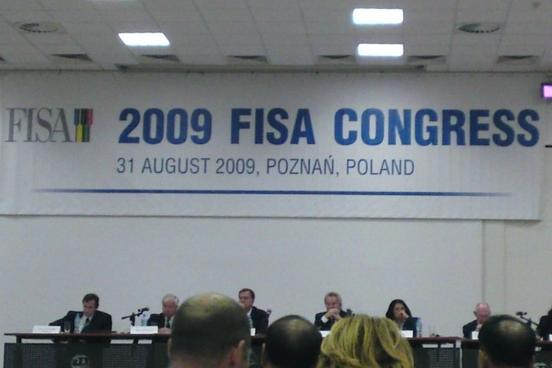 FISA
2009 FISA CONGRESS
31 AUGUST 2009, POZNAŃ, POLAND